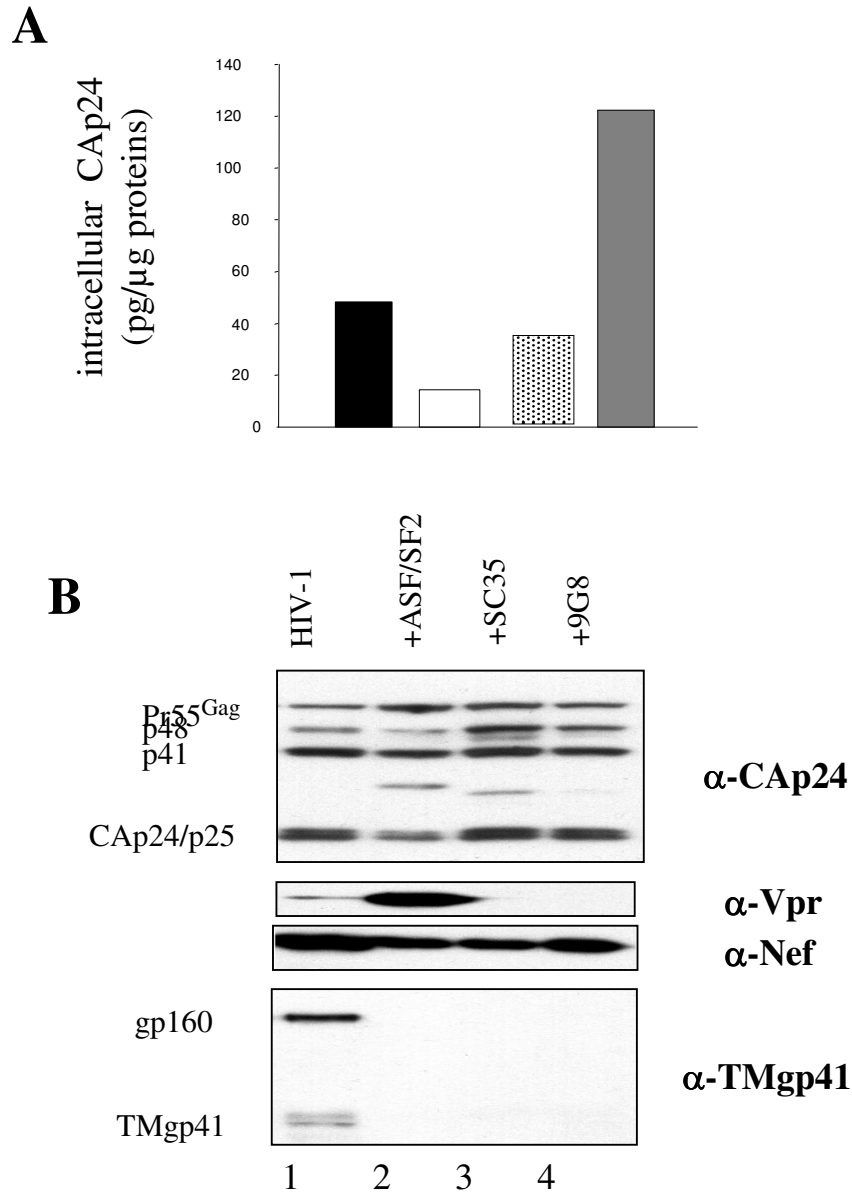 A
intracellular CAp24
(pg/µg proteins)
140
120
100
80
60
40
20
0
B
HIV-1
+ASF/SF2
+SC35
+9G8
Pr55Gag
p48
p41
CAp24/p25
α-CAp24
α-Vpr
α-Nef
gp160
TMgp41
α-TMgp41
1 2 3 4